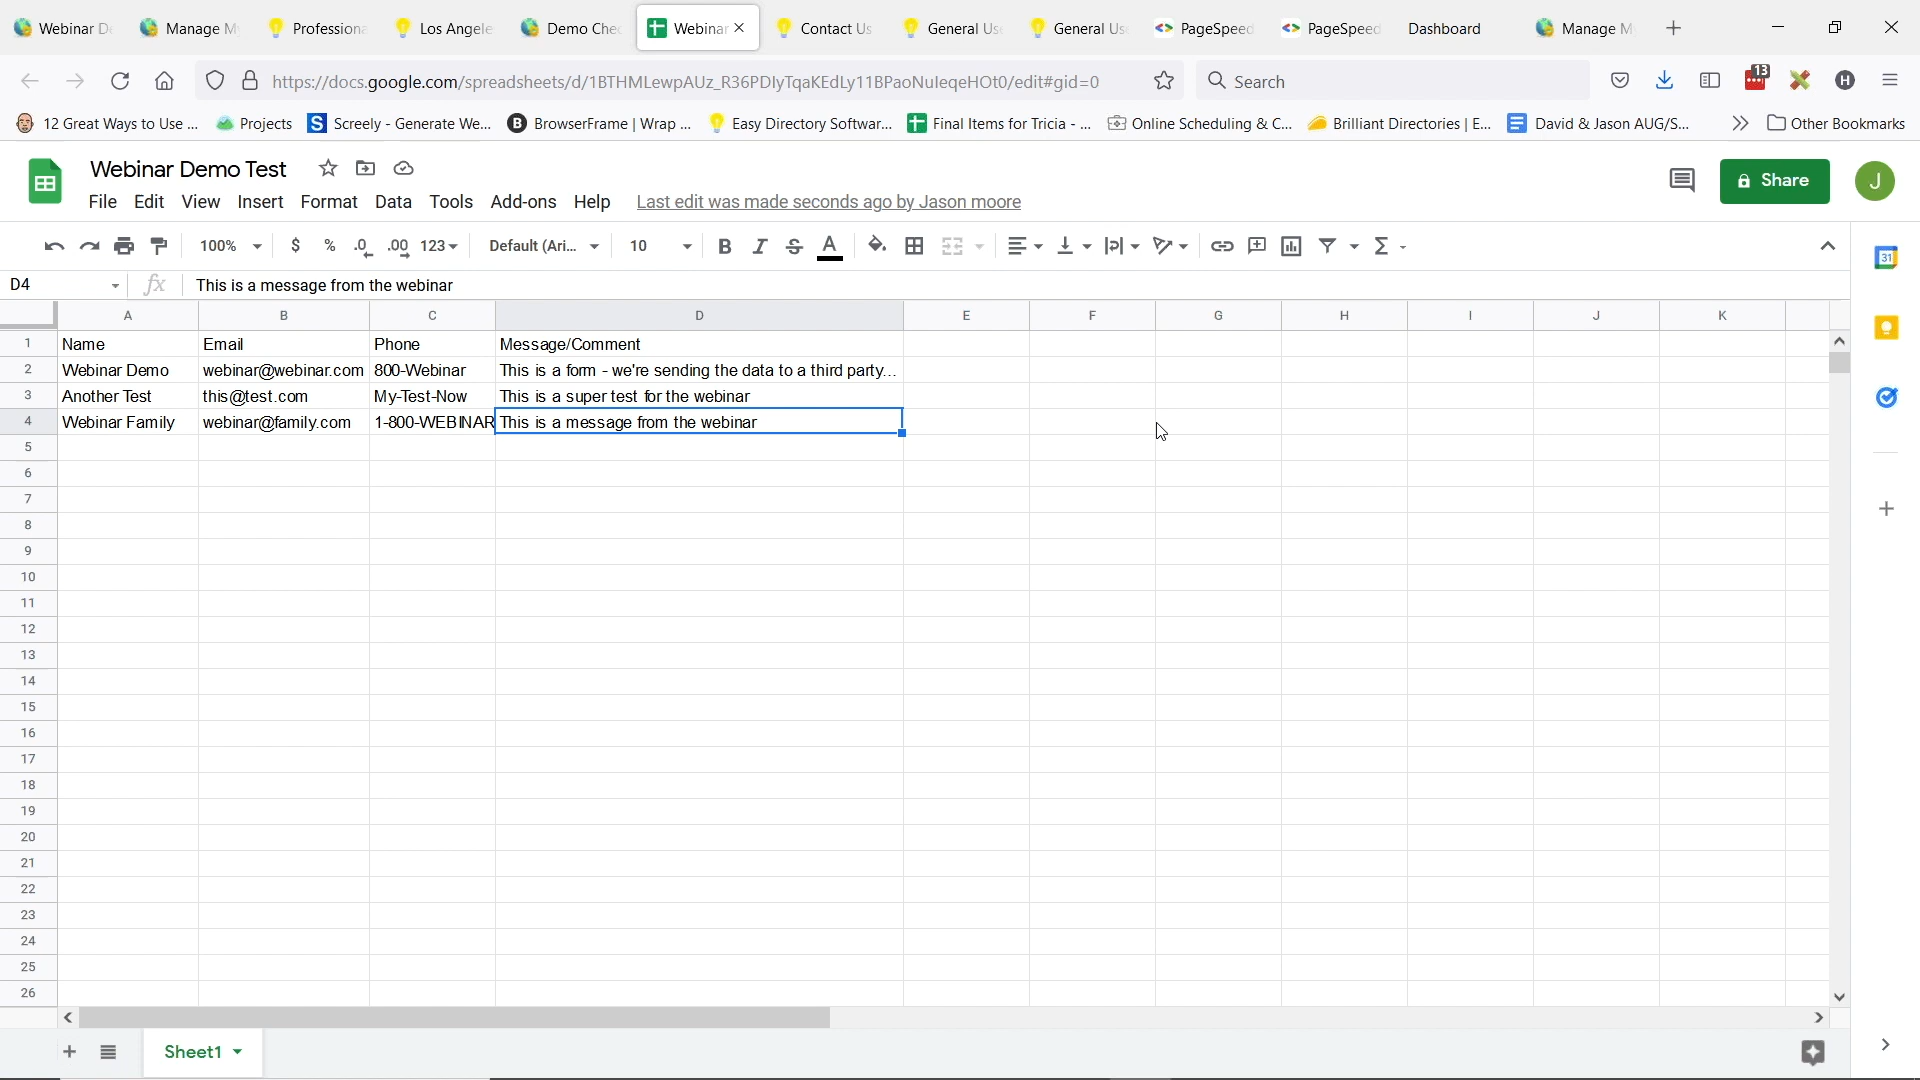 Webinar De Manage My Professiona Los Angele Demo Chec Webinar Contact Us General Us General Us PageSpeed PageSpeed Dashboard Manage M
https://docs.google.com/spreadsheets/d/1BTHMLewpAUz_R36PDIyTqaKEdLy11BPaoNuIeqeHOt0/edit#gid=0 Search 13 H
12 Great Ways to Use ... Projects S Screely - Generate We... B BrowserFrame | Wrap ... Easy Directory Softwar... Final Items for Tricia - ... Online Scheduling & C... Brilliant Directories | E... David & Jason AUG/S... Other Bookmarks
Webinar Demo Test Share J
File Edit View Insert Format Data Tools Add-ons Help Last edit was made seconds ago by Jason moore
100% $ % .0 .00 123 Default (Ari... 10 B I S A Σ 31
D4 fx This is a message from the webinar
A B C D E F G H I J K
1 Name Email Phone Message/Comment
2 Webinar Demo webinar@webinar.com 800-Webinar This is a form - we're sending the data to a third party...
3 Another Test this@test.com My-Test-Now This is a super test for the webinar
4 Webinar Family webinar@family.com 1-800-WEBINAR This is a message from the webinar
5
6
7
8
9
10
11
12
13
14
15
16
17
18
19
20
21
22
23
24
25
26
Sheet1